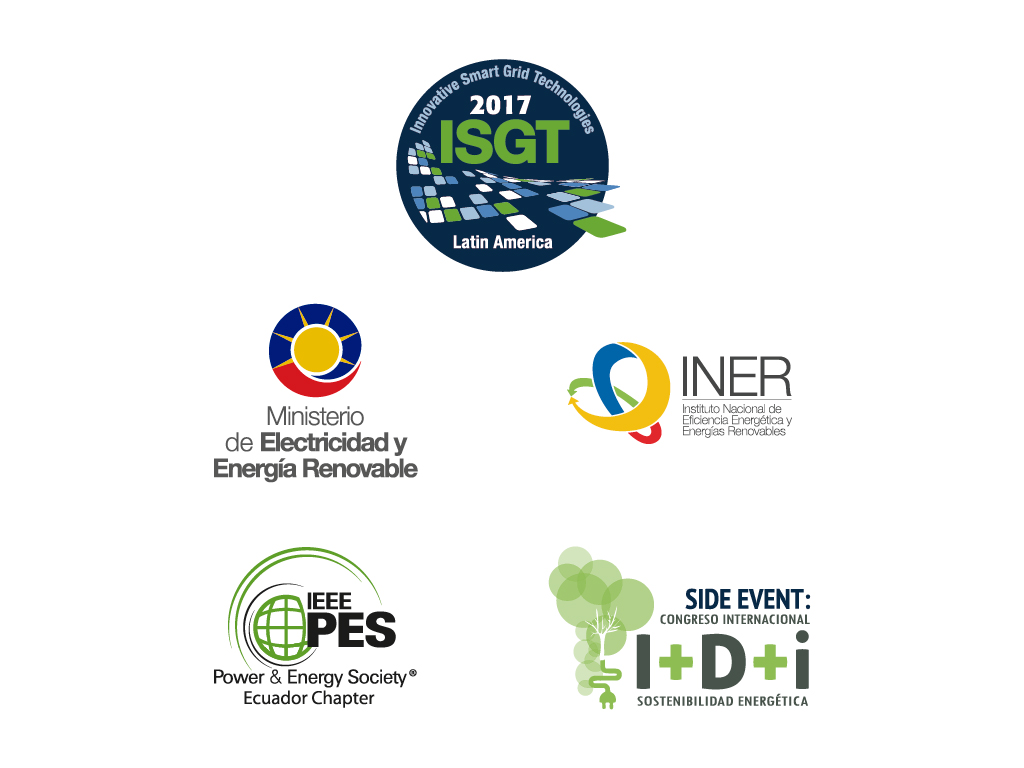 Innovative Smart Grid Technologies
2017
ISGT
Latin America
Ministerio
de Electricidad y
Energía Renovable
INER
Instituto Nacional de
Eficiencia Energética y
Energías Renovables
IEEE
PES
Power & Energy Society®
Ecuador Chapter
SIDE EVENT:
CONGRESO INTERNACIONAL
I+D+i
SOSTENIBILIDAD ENERGÉTICA